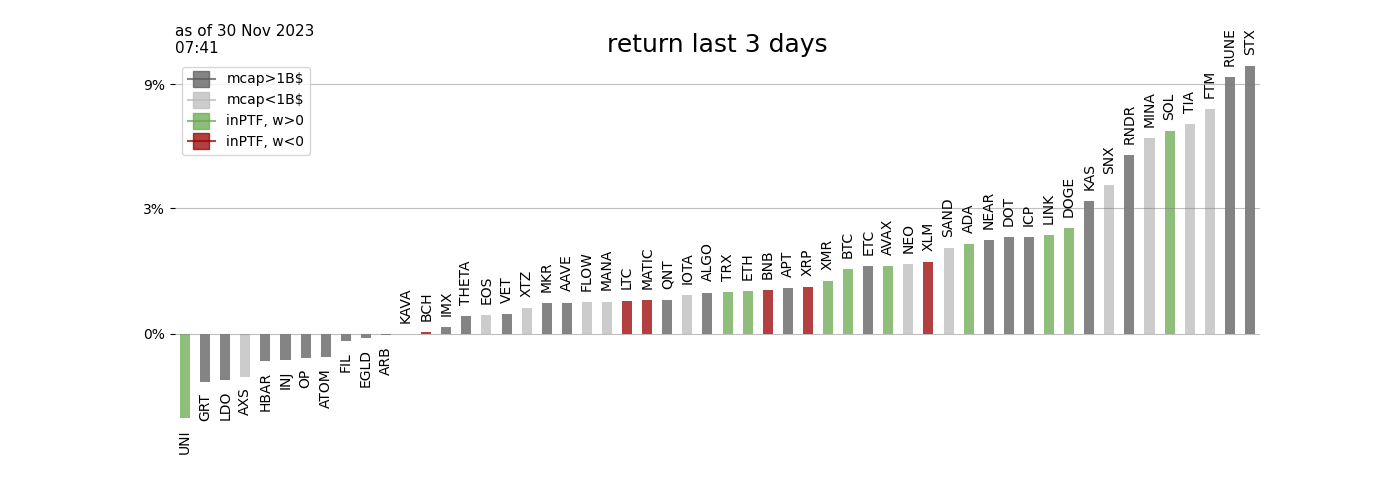 as of 30 Nov 2023
07:41
return last 3 days
mcap>1B$
mcap<1B$
inPTF, w>0
inPTF, w<0
9%
3%
0%
UNI
GRT
LDO
AXS
HBAR
INJ
OP
ATOM
FIL
EGLD
ARB
KAVA
BCH
IMX
THETA
EOS
VET
XTZ
MKR
AAVE
FLOW
MANA
LTC
MATIC
QNT
IOTA
ALGO
TRX
ETH
BNB
APT
XRP
XMR
BTC
ETC
AVAX
NEO
XLM
SAND
ADA
NEAR
DOT
ICP
LINK
DOGE
KAS
SNX
RNDR
MINA
SOL
TIA
FTM
RUNE
STX